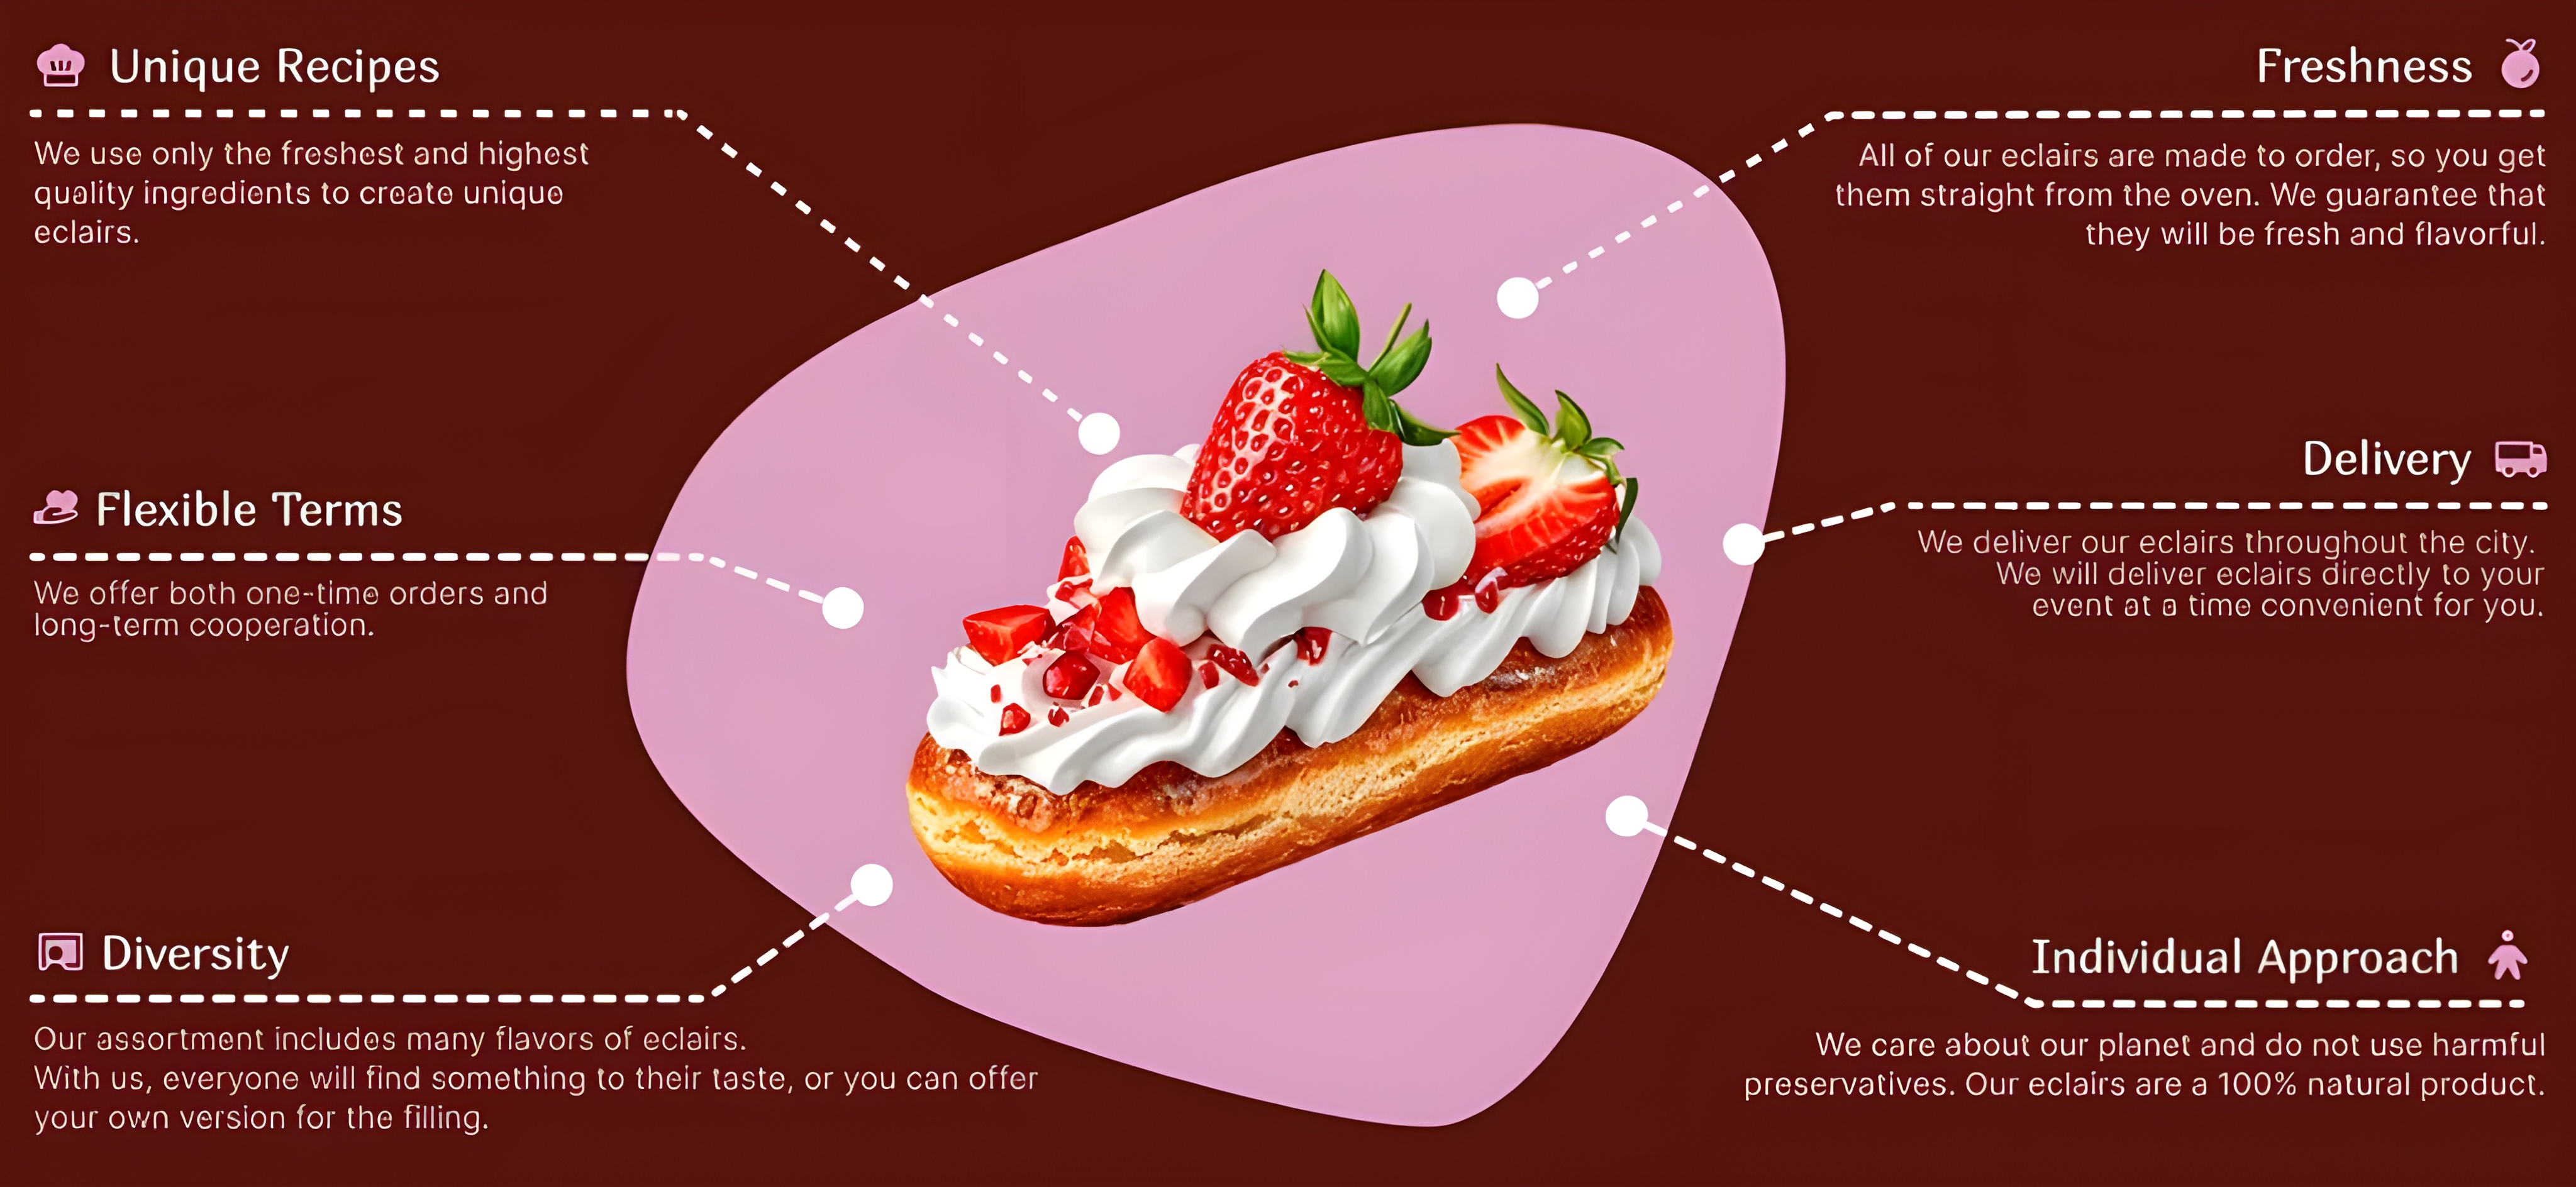 Unique Recipes
We use only the freshest and highest
quality ingredients to create unique
eclairs.
Flexible Terms
We offer both one-time orders and
long-term cooperation.
Diversity
Our assortment includes many flavors of eclairs.
With us, everyone will find something to their taste, or you can offer
your own version for the filling.
Freshness
All of our eclairs are made to order, so you get
them straight from the oven. We guarantee that
they will be fresh and flavorful.
Delivery
We deliver our eclairs throughout the city.
We will deliver eclairs directly to your
event at a time convenient for you.
Individual Approach
We care about our planet and do not use harmful
preservatives. Our eclairs are a 100% natural product.